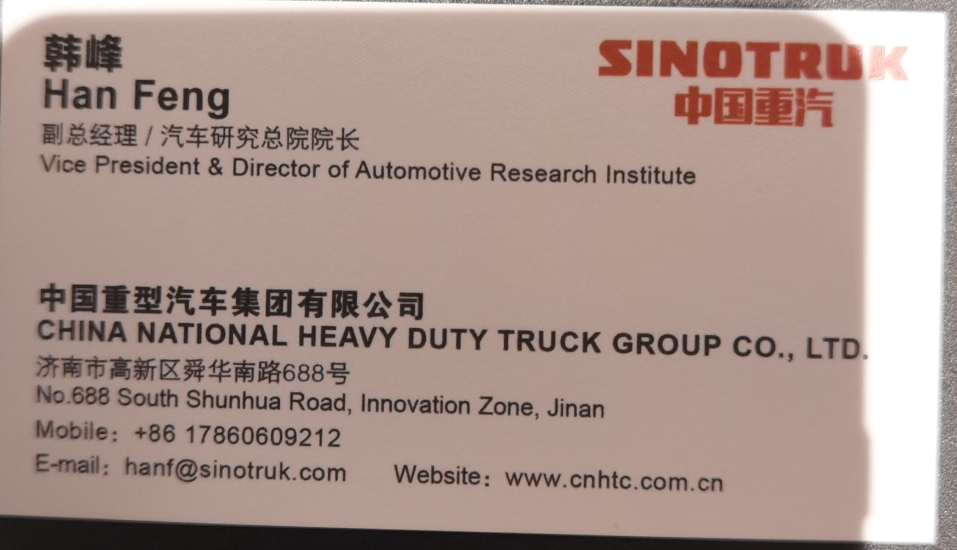 韩峰
Han Feng
副总经理 / 汽车研究总院院长
Vice President & Director of Automotive Research Institute
SINOTRUK
中国重汽
中国重型汽车集团有限公司
CHINA NATIONAL HEAVY DUTY TRUCK GROUP CO., LTD.
济南市高新区舜华南路688号
No.688 South Shunhua Road, Innovation Zone, Jinan
Mobile: +86 17860609212
E-mail: hanf@sinotruk.com Website: www.cnhtc.com.cn